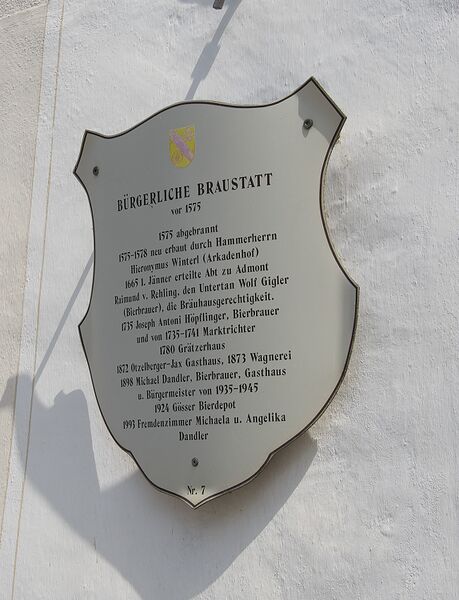 BÜRGERLICHE BRAUSTATT
vor 1575
1575 abgebrannt
1575-1578 neu erbaut durch Hammerherrn
Hieronymus Winterl (Arkadenhof)
1665 1. Jänner erteilte Abt zu Admont
Raimund v. Rehling, den Untertan Wolf Gigler
(Bierbrauer), die Bräuhausgerechtigkeit.
1735 Joseph Antoni Höpflinger, Bierbrauer
und von 1735-1741 Marktrichter
1780 Grätzerhaus
1872 Otzelberger-Jax Gasthaus, 1873 Wagnerei
1898 Michael Dandler, Bierbrauer, Gasthaus
u. Bürgermeister von 1935-1945
1924 Gösser Bierdepot
1993 Fremdenzimmer Michaela u. Angelika
Dandler
Nr. 7